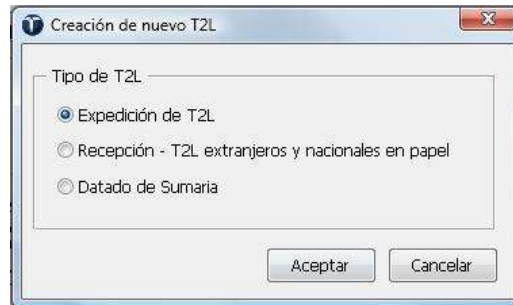 Creación de nuevo T2L
Tipo de T2L
Expedición de T2L
Recepción - T2L extranjeros y nacionales en papel
Datado de Sumaria
Aceptar
Cancelar